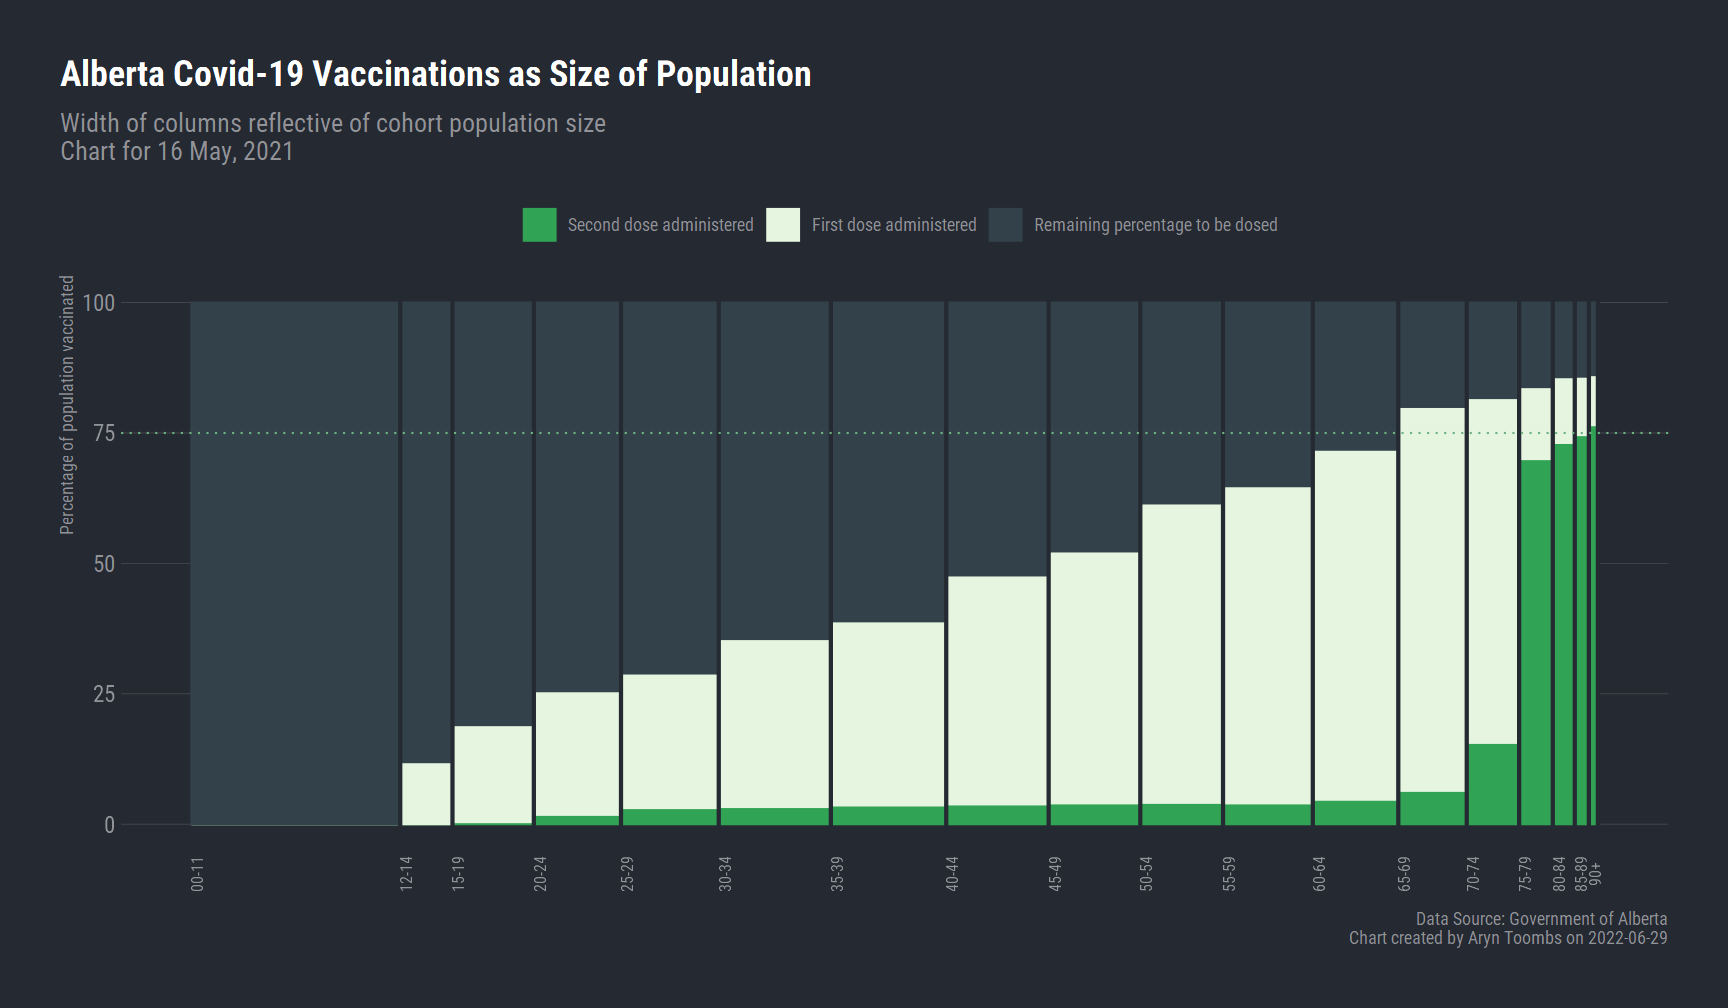 Alberta Covid-19 Vaccinations as Size of Population
Width of columns reflective of cohort population size
Chart for 16 May, 2021
Second dose administered
First dose administered
Remaining percentage to be dosed
Percentage of population vaccinated
100
75
50
25
0
00-11
12-14
15-19
20-24
25-29
30-34
35-39
40-44
45-49
50-54
55-59
60-64
65-69
70-74
75-79
80-84
85-89
90+
Data Source: Government of Alberta
Chart created by Aryn Toombs on 2022-06-29